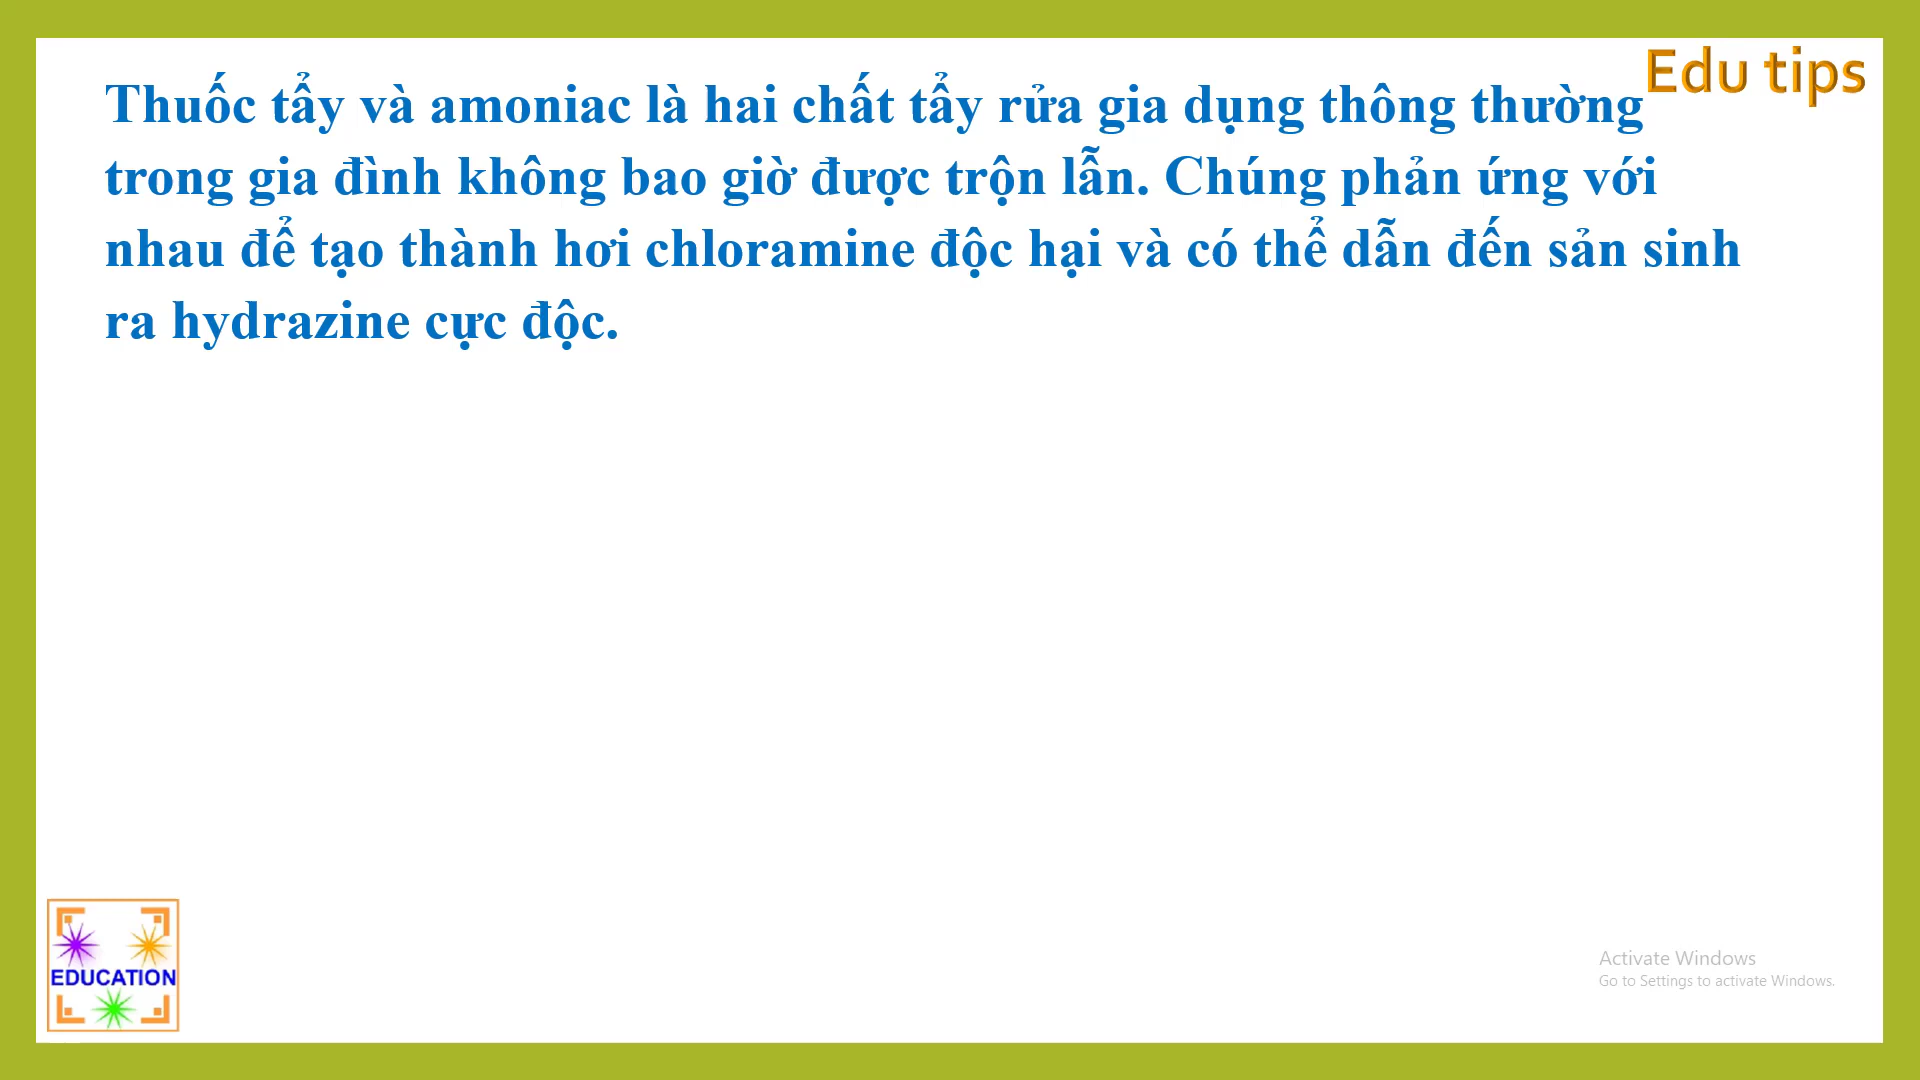 Edu tips
Thuốc tẩy và amoniac là hai chất tẩy rửa gia dụng thông thường
trong gia đình không bao giờ được trộn lẫn. Chúng phản ứng với
nhau để tạo thành hơi chloramine độc hại và có thể dẫn đến sản sinh
ra hydrazine cực độc.
EDUCATION
Activate Windows
Go to Settings to activate Windows.